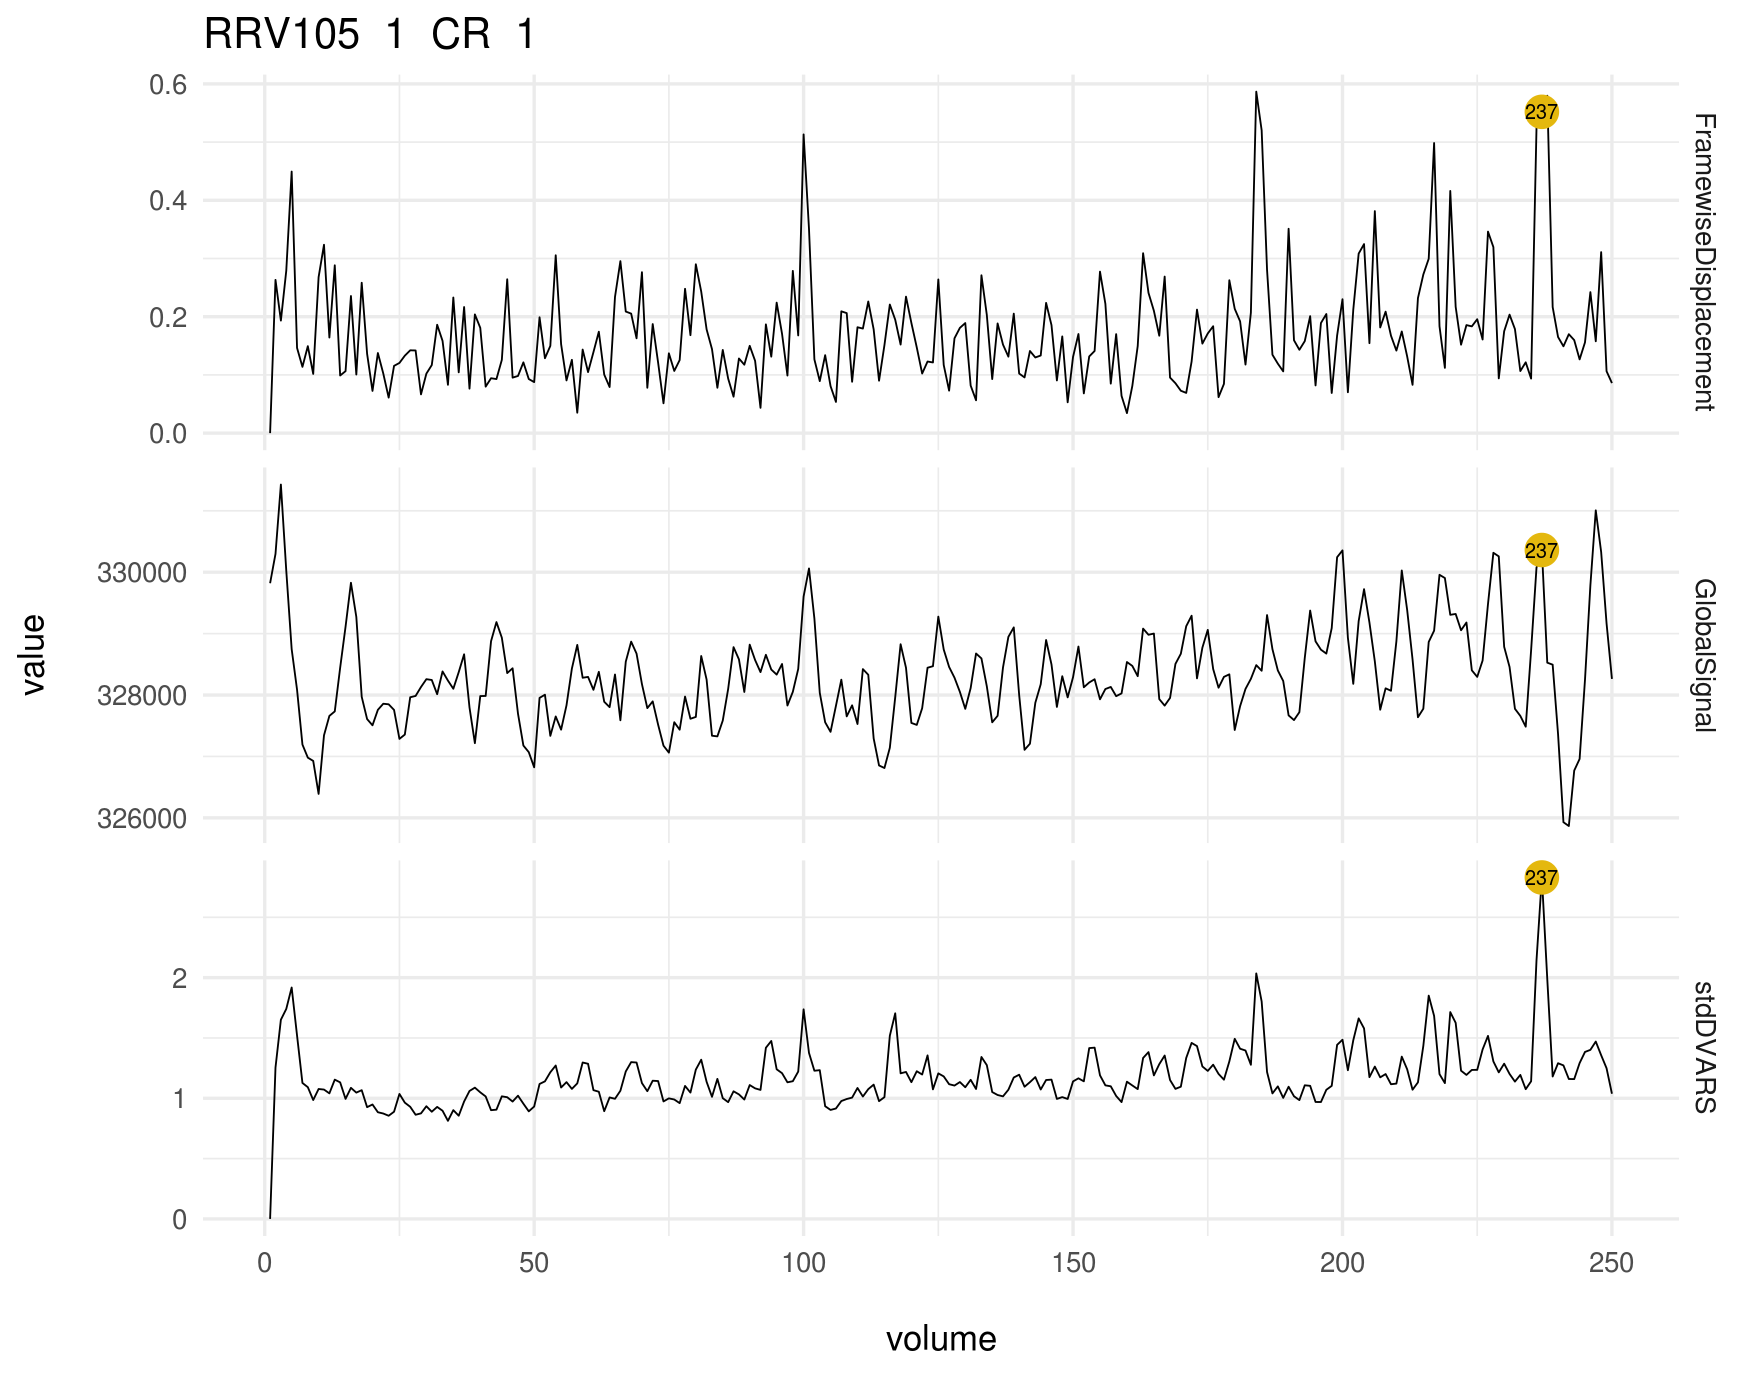 RRV105 1 CR 1
0.6
0.4
0.2
0.0
237
FramewiseDisplacement
330000
328000
326000
237
GlobalSignal
2
1
0
237
stdDVARS
value
0 50 100 150 200 250
volume